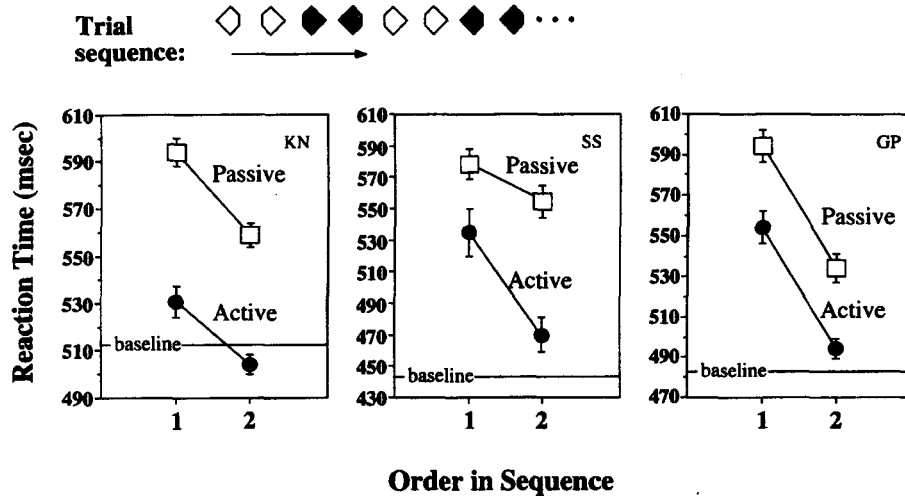 Trial
sequence:
Reaction Time (msec)
610
590
570
550
530
510
490
KN
Passive
Active
baseline
1
2
610
590
570
550
530
510
490
470
450
430
SS
Passive
Active
baseline
1
2
610
590
570
550
530
510
490
470
GP
Passive
Active
baseline
1
2
Order in Sequence